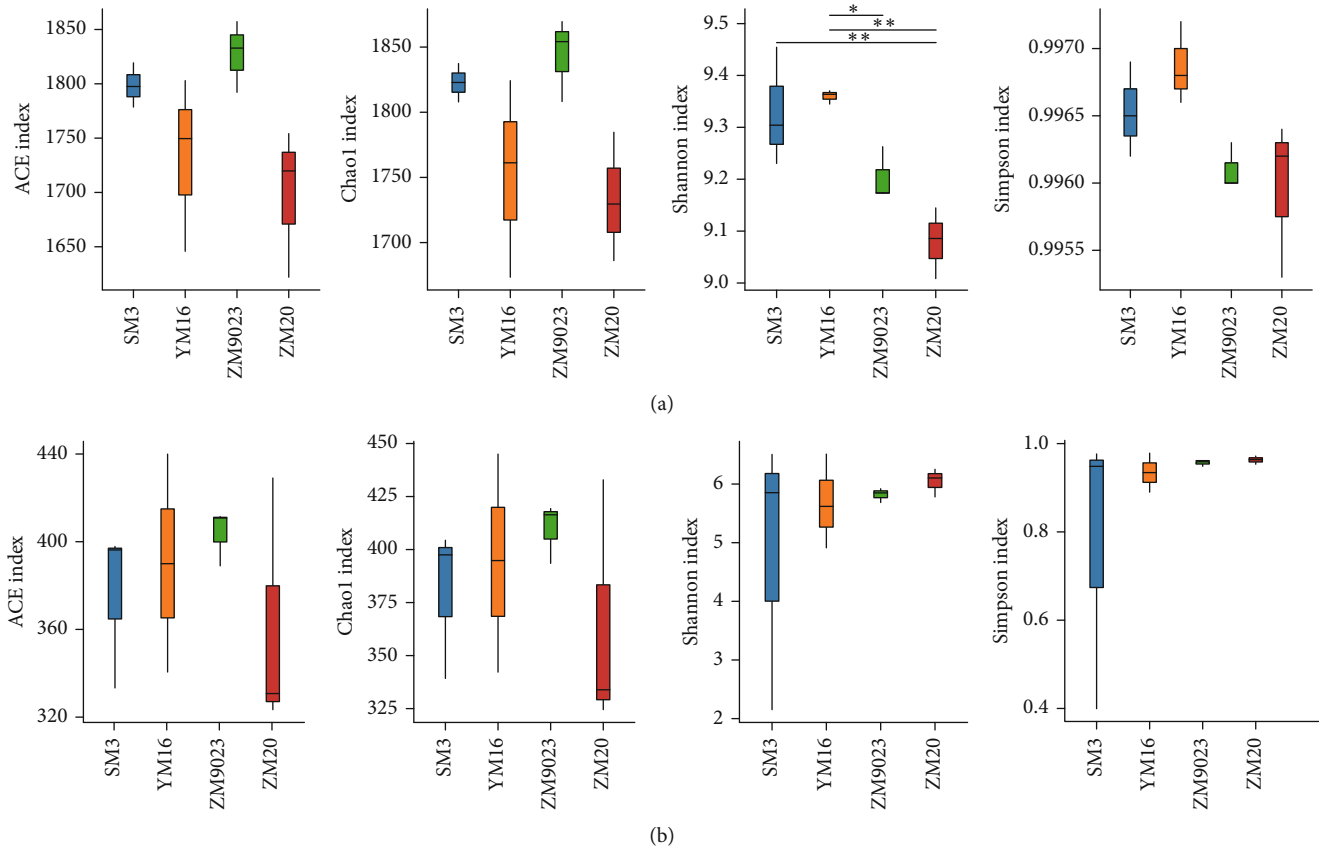 ACE index
1850
1800
1750
1700
1650
SM3
YM16
ZM9023
ZM20
Chao1 index
1850
1800
1750
1700
SM3
YM16
ZM9023
ZM20
Shannon index
9.5
9.4
9.3
9.2
9.1
9.0
*
**
**
SM3
YM16
ZM9023
ZM20
Simpson index
0.9970
0.9965
0.9960
0.9955
SM3
YM16
ZM9023
ZM20
(a)
ACE index
440
400
360
320
SM3
YM16
ZM9023
ZM20
Chao1 index
450
425
400
375
350
325
SM3
YM16
ZM9023
ZM20
Shannon index
6
5
4
3
2
SM3
YM16
ZM9023
ZM20
Simpson index
1.0
0.8
0.6
0.4
SM3
YM16
ZM9023
ZM20
(b)